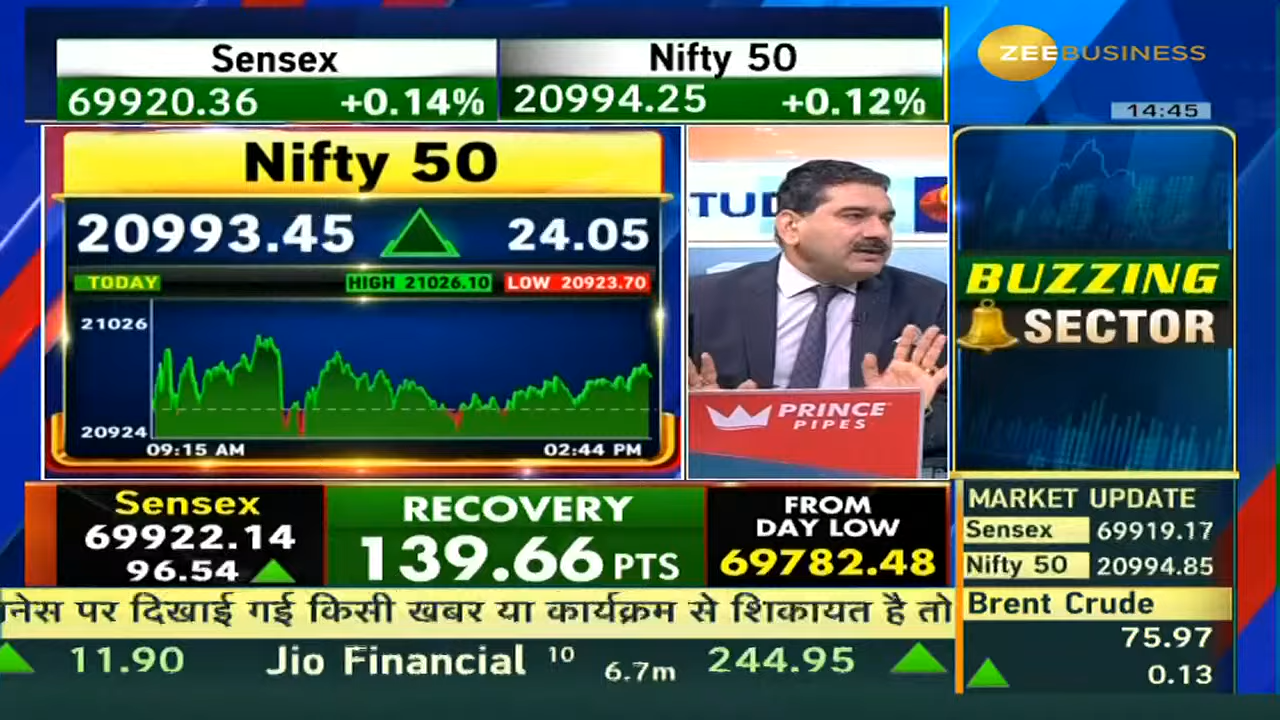 Sensex
69920.36 +0.14%
Nifty 50
20994.25 +0.12%
ZEEBUSINESS
14:45
Nifty 50
20993.45 24.05
TODAY HIGH 21026.10 LOW 20923.70
21026
20924
09:15 AM 02:44 PM
STUD
PRINCE
PIPES
BUZZING
SECTOR
Sensex
69922.14
96.54
RECOVERY
139.66 PTS
FROM
DAY LOW
69782.48
MARKET UPDATE
Sensex 69919.17
Nifty 50 20994.85
Brent Crude
75.97
0.13
नेस पर दिखाई गई किसी खबर या कार्यक्रम से शिकायत है तो
11.90 Jio Financial 10 6.7m 244.95